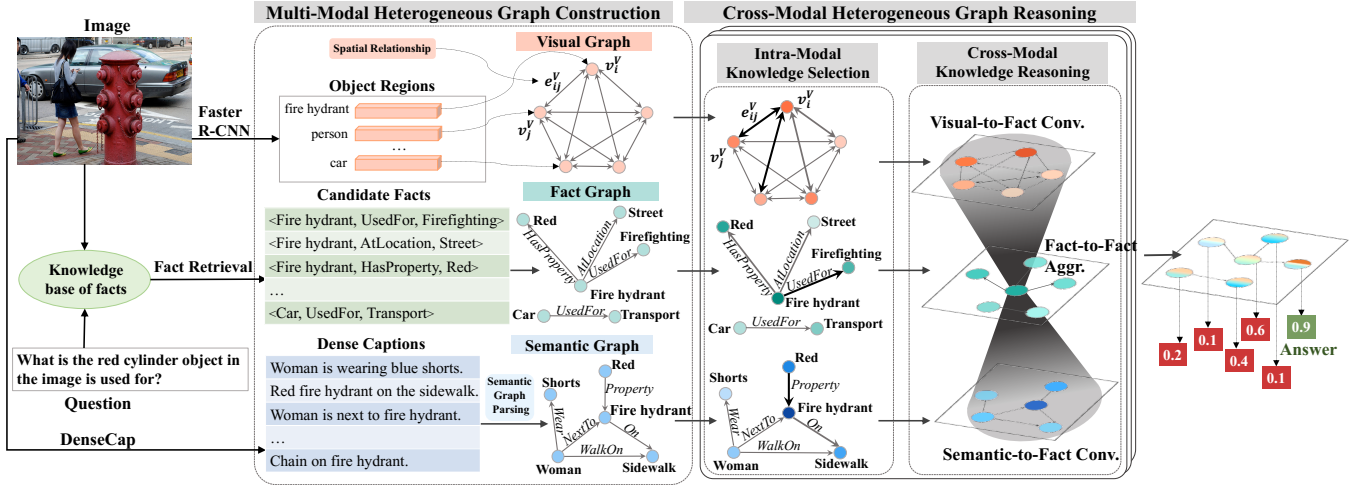 Multi-Modal Heterogeneous Graph Construction
Cross-Modal Heterogeneous Graph Reasoning
Image
Faster
R-CNN
Knowledge
base of facts
Fact Retrieval
What is the red cylinder object in
the image is used for?
Question
DenseCap
Spatial Relationship
Visual Graph
Object Regions
fire hydrant
person
...
car
e_{ij}^V
v_i^V
v_j^V
Candidate Facts
<Fire hydrant, UsedFor, Firefighting>
<Fire hydrant, AtLocation, Street>
<Fire hydrant, HasProperty, Red>
...
<Car, UsedFor, Transport>
Fact Graph
Red
Street
Firefighting
HasProperty
AtLocation
UsedFor
Fire hydrant
Car
UsedFor
Transport
Dense Captions
Woman is wearing blue shorts.
Red fire hydrant on the sidewalk.
Woman is next to fire hydrant.
...
Chain on fire hydrant.
Semantic
Graph
Parsing
Semantic Graph
Red
Shorts
Property
Fire hydrant
Wear
NextTo
On
WalkOn
Woman
Sidewalk
Intra-Modal
Knowledge Selection
e_{ij}^V
v_i^V
v_j^V
Red
Street
Firefighting
HasProperty
AtLocation
UsedFor
Fire hydrant
Car
UsedFor
Transport
Red
Shorts
Property
Fire hydrant
Wear
NextTo
On
WalkOn
Woman
Sidewalk
Cross-Modal
Knowledge Reasoning
Visual-to-Fact Conv.
Fact-to-Fact
Aggr.
Semantic-to-Fact Conv.
0.2
0.1
0.4
0.6
0.1
0.9
Answer